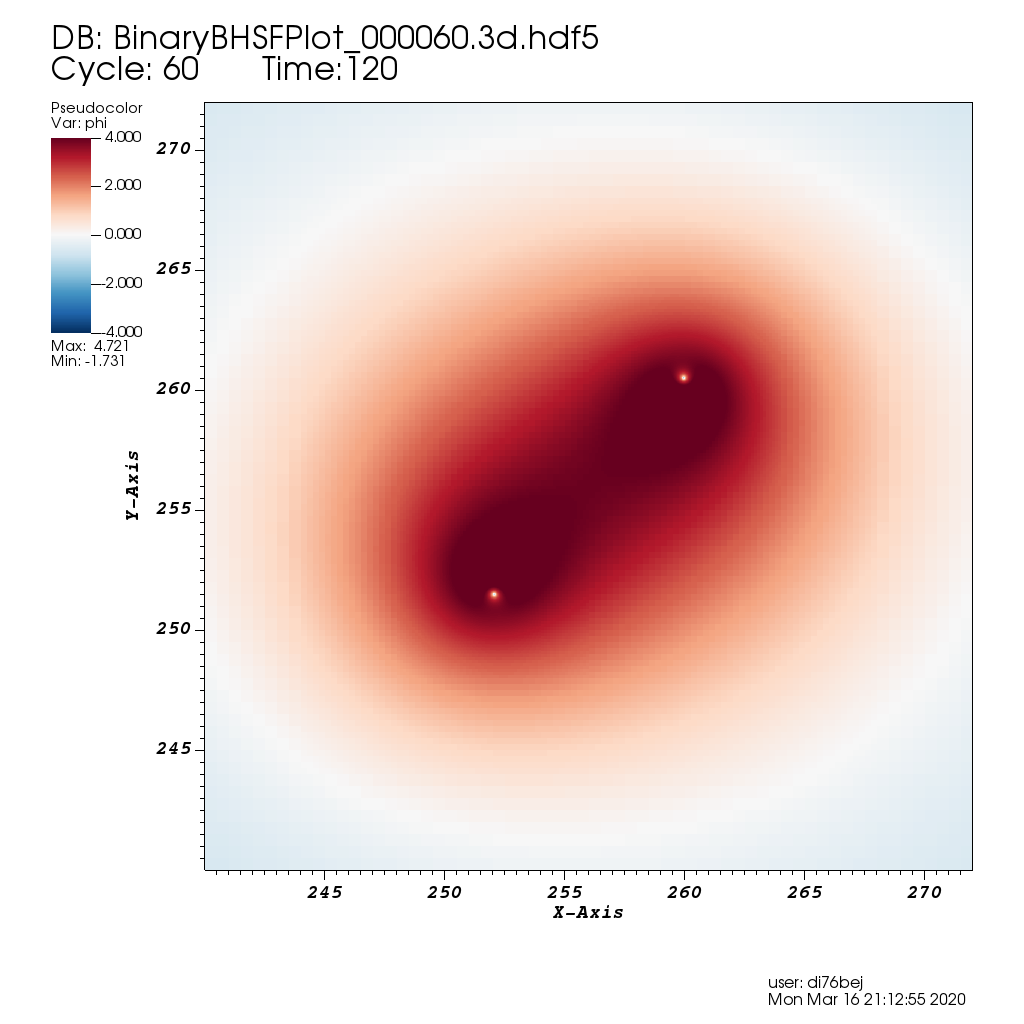 DB: BinaryBHSFPlot_000060.3d.hdf5
Cycle: 60 Time:120
Pseudocolor
Var: phi
4.000
2.000
0.000
-2.000
-4.000
Max: 4.721
Min: -1.731
270
265
260
255
250
245
Y-Axis
245 250 255 260 265 270
X-Axis
user: di76bej
Mon Mar 16 21:12:55 2020